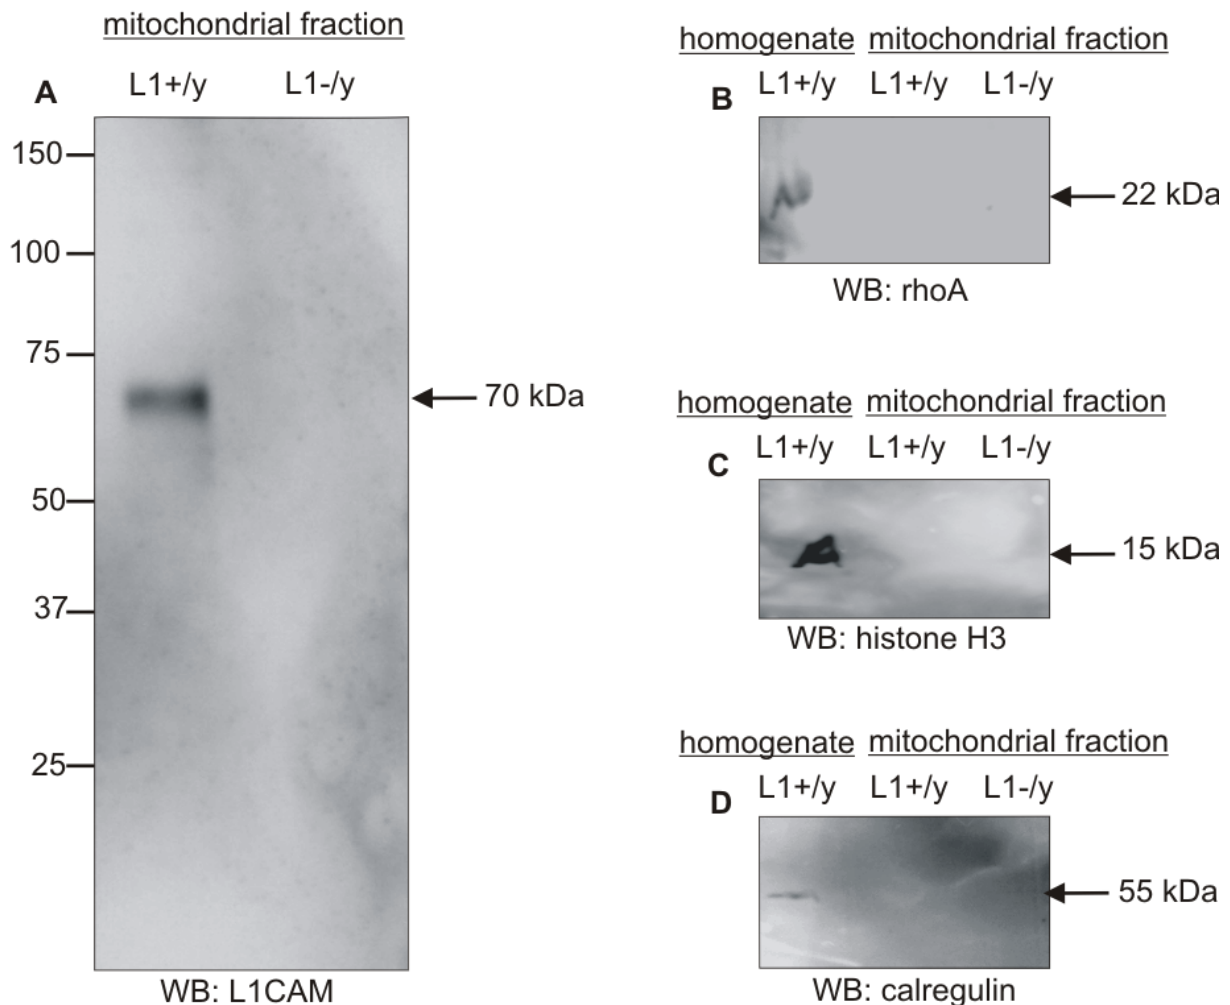 mitochondrial fraction
A L1+/y L1-/y
150
100
75
70 kDa
50
37
25
WB: L1CAM
homogenate mitochondrial fraction
B L1+/y L1+/y L1-/y
22 kDa
WB: rhoA
homogenate mitochondrial fraction
C L1+/y L1+/y L1-/y
15 kDa
WB: histone H3
homogenate mitochondrial fraction
D L1+/y L1+/y L1-/y
55 kDa
WB: calregulin